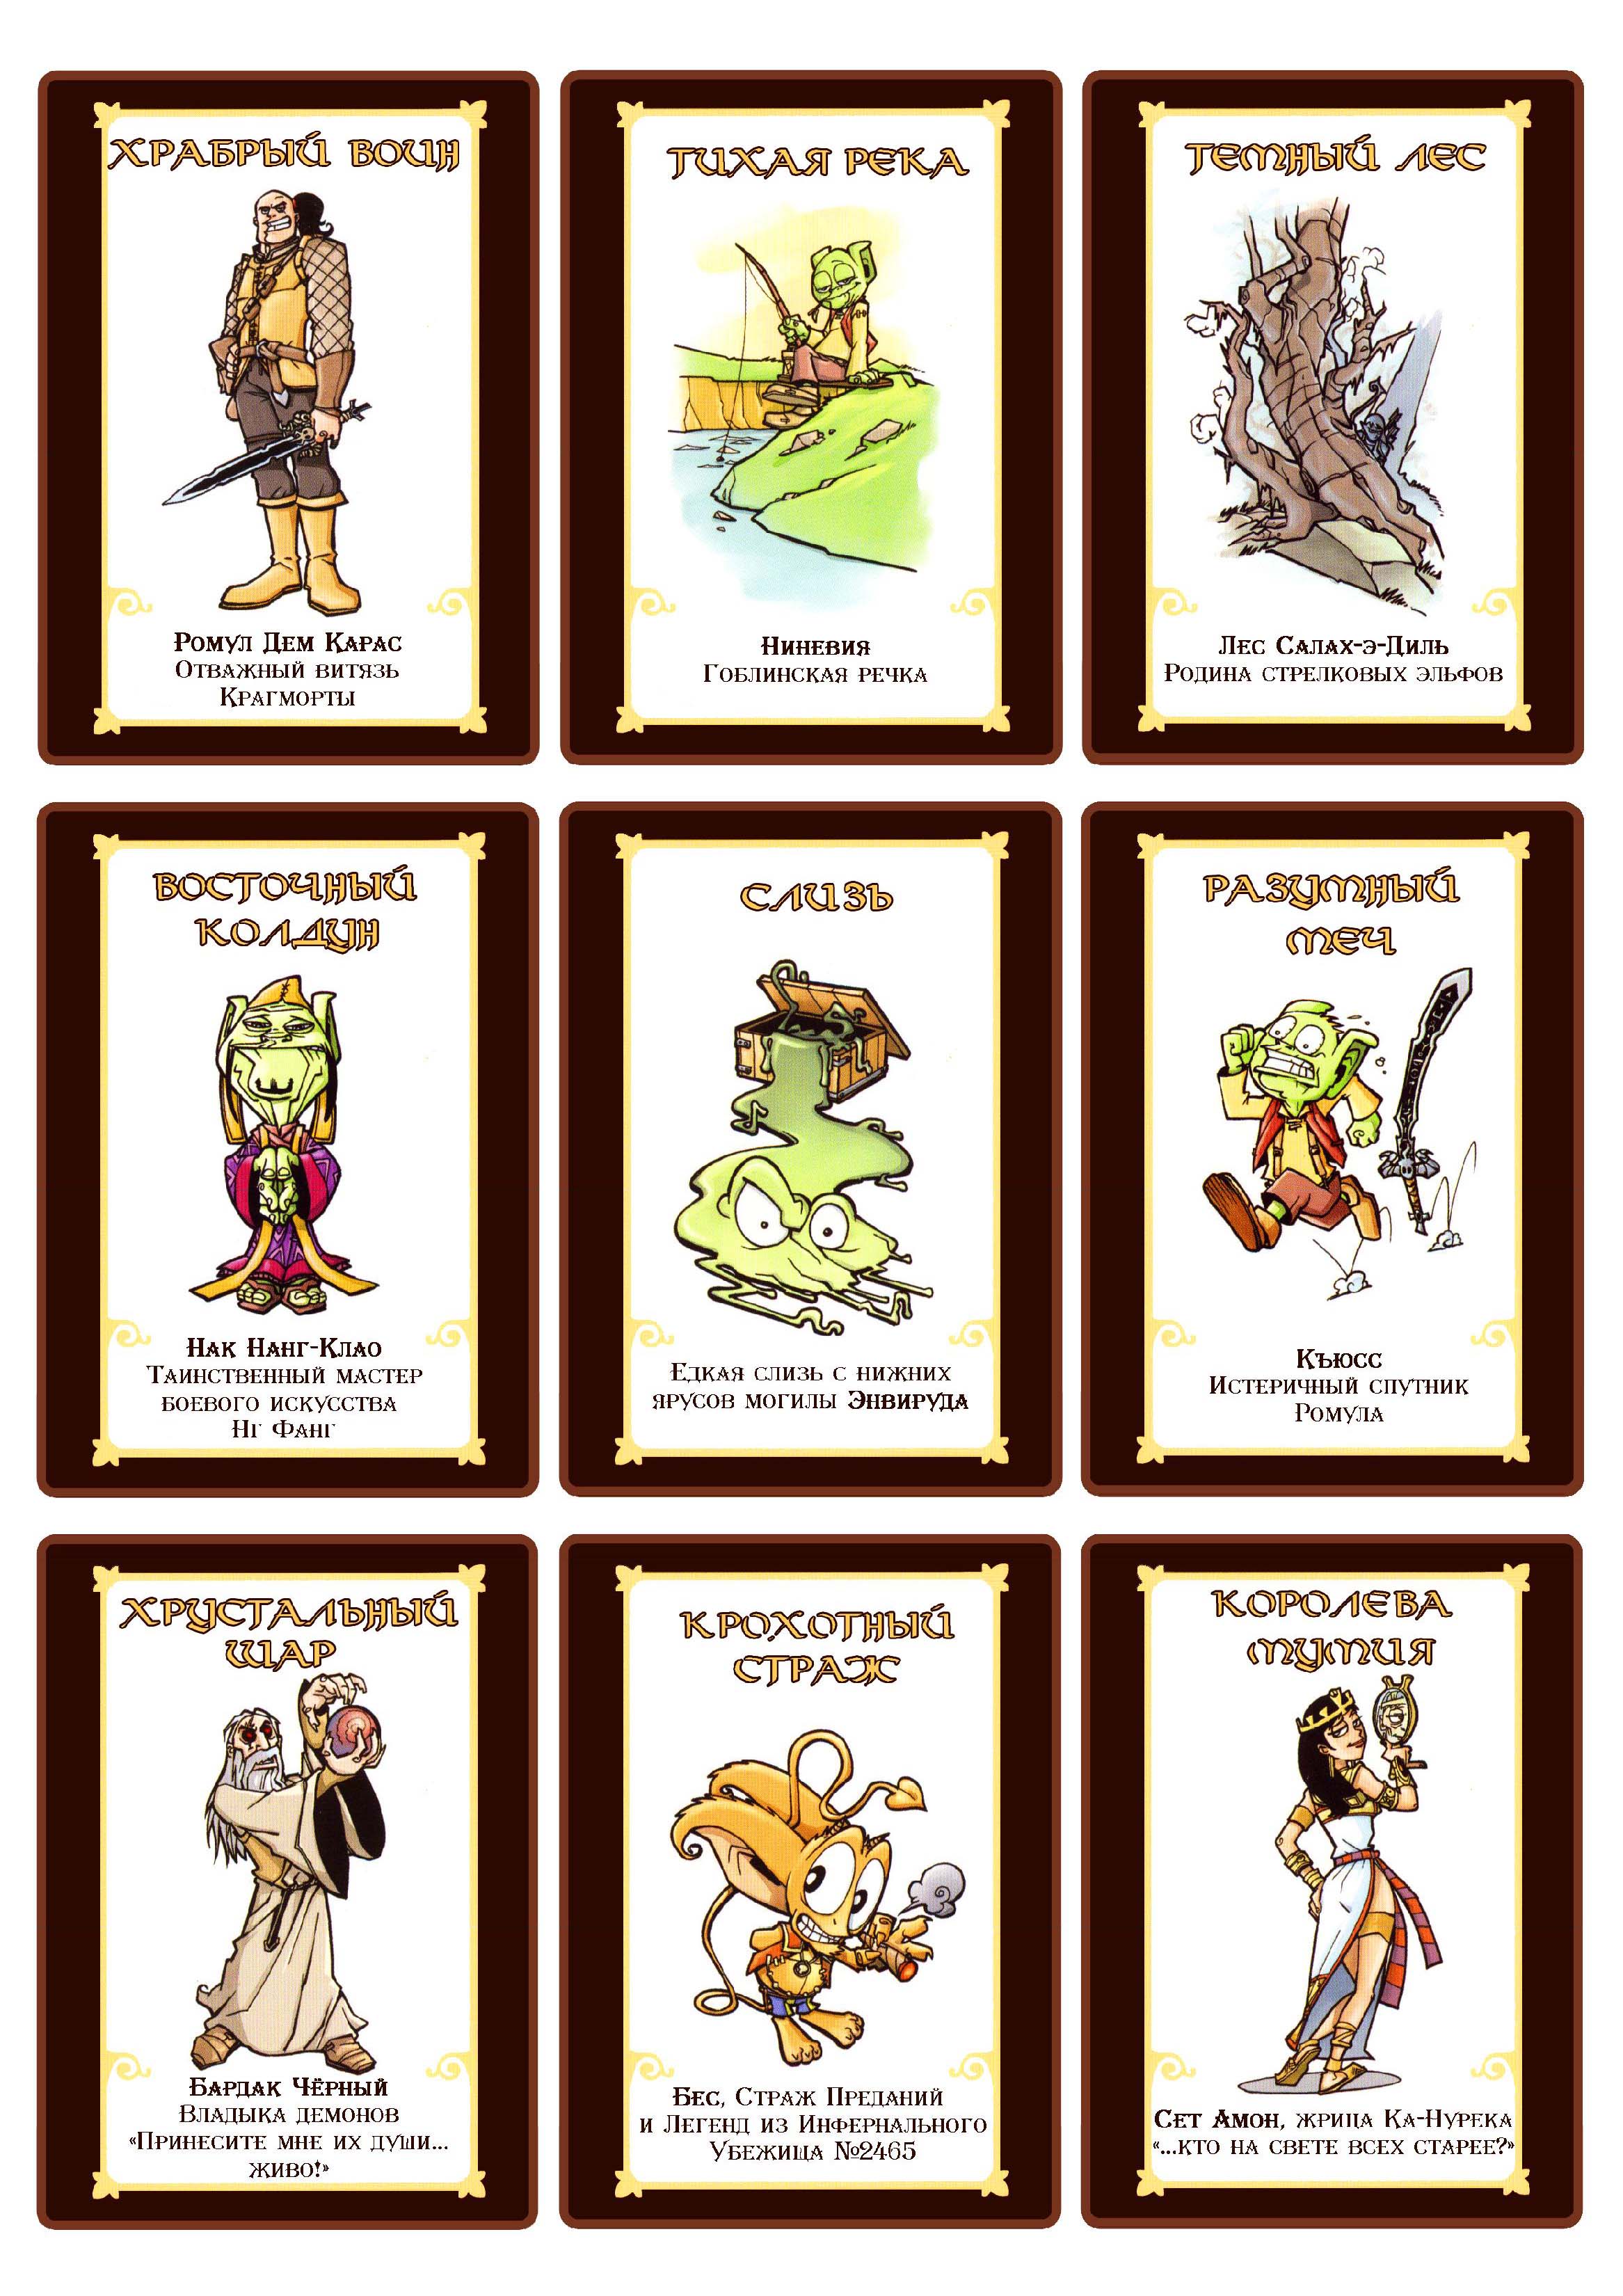 Храбрый воин
Ромул Дем Карас
Отважный витязь
Крагморты
Тихая река
Ниневия
Гоблинская речка
Темный лес
Лес Салах-э-Диль
Родина стрелковых эльфов
Восточный
колдун
Нак Нанг-Клао
Таинственный мастер
боевого искусства
Нг Фанг
Слизь
Едкая слизь с нижних
ярусов могилы Энвируда
Разумный
меч
Къюсс
Истеричный спутник
Ромула
Хрустальный
шар
Бардак Чёрный
Владыка демонов
«Принесите мне их души...
живо!»
Крохотный
страж
Бес, Страж Преданий
и Легенд из Инфернального
Убежища №2465
Королева
мумия
Сет Амон, жрица Ка-Нурека
«...кто на свете всех старее?»